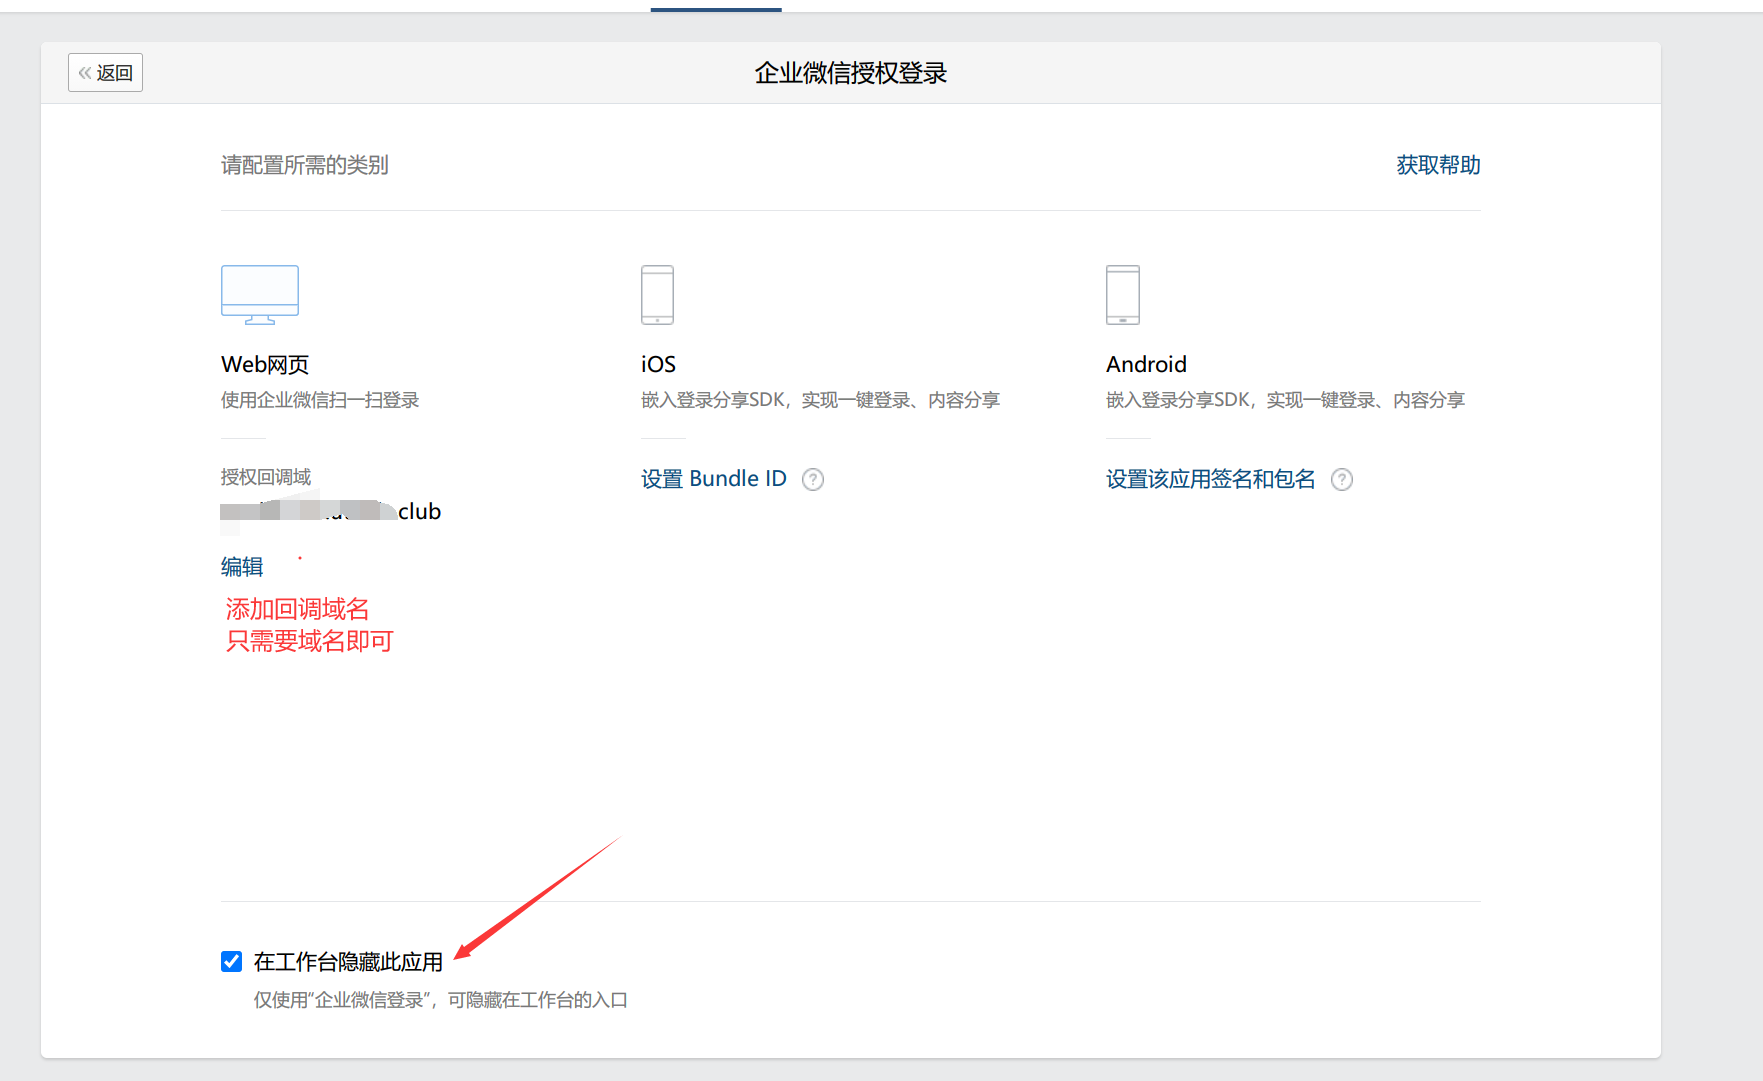 返回
企业微信授权登录
请配置所需的类别
获取帮助
Web网页
使用企业微信扫一扫登录
授权回调域
club
编辑
添加回调域名
只需要域名即可
iOS
嵌入登录分享SDK，实现一键登录、内容分享
设置 Bundle ID ?
Android
嵌入登录分享SDK，实现一键登录、内容分享
设置该应用签名和包名 ?
在工作台隐藏此应用
仅使用“企业微信登录”，可隐藏在工作台的入口